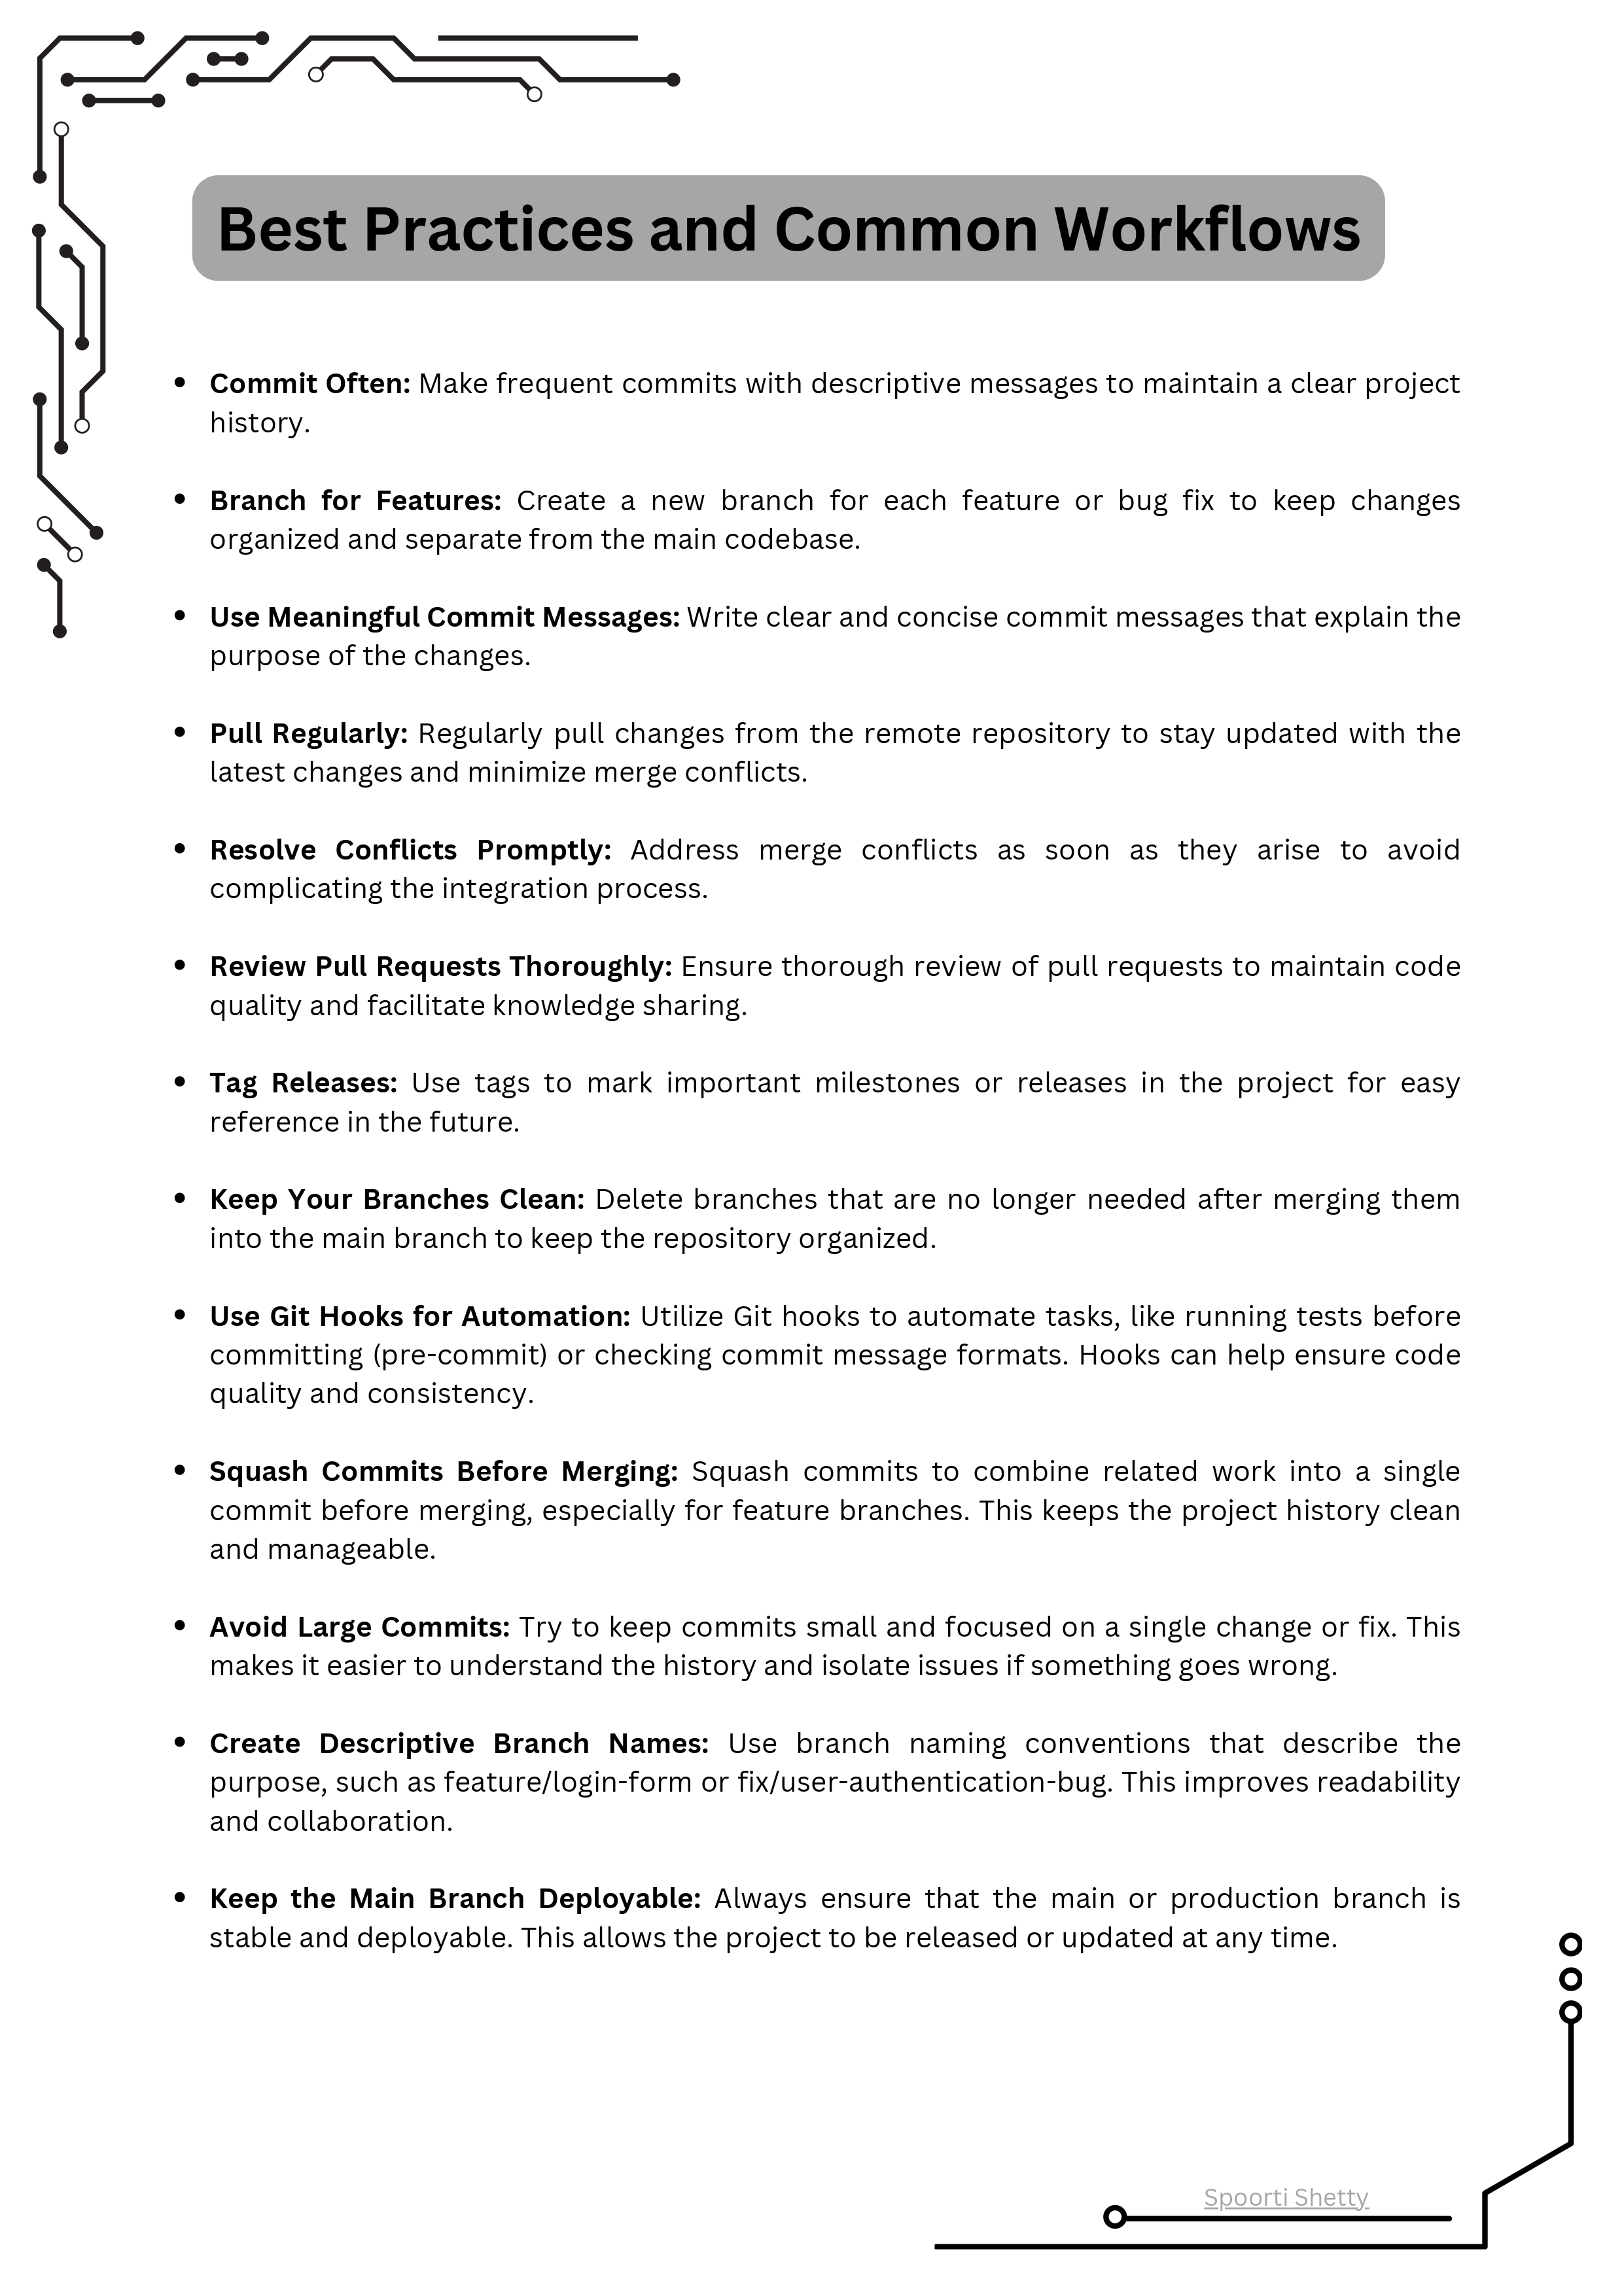 Best Practices and Common Workflows
• Commit Often: Make frequent commits with descriptive messages to maintain a clear project
history.
• Branch for Features: Create a new branch for each feature or bug fix to keep changes
organized and separate from the main codebase.
• Use Meaningful Commit Messages: Write clear and concise commit messages that explain the
purpose of the changes.
• Pull Regularly: Regularly pull changes from the remote repository to stay updated with the
latest changes and minimize merge conflicts.
• Resolve Conflicts Promptly: Address merge conflicts as soon as they arise to avoid
complicating the integration process.
• Review Pull Requests Thoroughly: Ensure thorough review of pull requests to maintain code
quality and facilitate knowledge sharing.
• Tag Releases: Use tags to mark important milestones or releases in the project for easy
reference in the future.
• Keep Your Branches Clean: Delete branches that are no longer needed after merging them
into the main branch to keep the repository organized.
• Use Git Hooks for Automation: Utilize Git hooks to automate tasks, like running tests before
committing (pre-commit) or checking commit message formats. Hooks can help ensure code
quality and consistency.
• Squash Commits Before Merging: Squash commits to combine related work into a single
commit before merging, especially for feature branches. This keeps the project history clean
and manageable.
• Avoid Large Commits: Try to keep commits small and focused on a single change or fix. This
makes it easier to understand the history and isolate issues if something goes wrong.
• Create Descriptive Branch Names: Use branch naming conventions that describe the
purpose, such as feature/login-form or fix/user-authentication-bug. This improves readability
and collaboration.
• Keep the Main Branch Deployable: Always ensure that the main or production branch is
stable and deployable. This allows the project to be released or updated at any time.
Spoorti Shetty